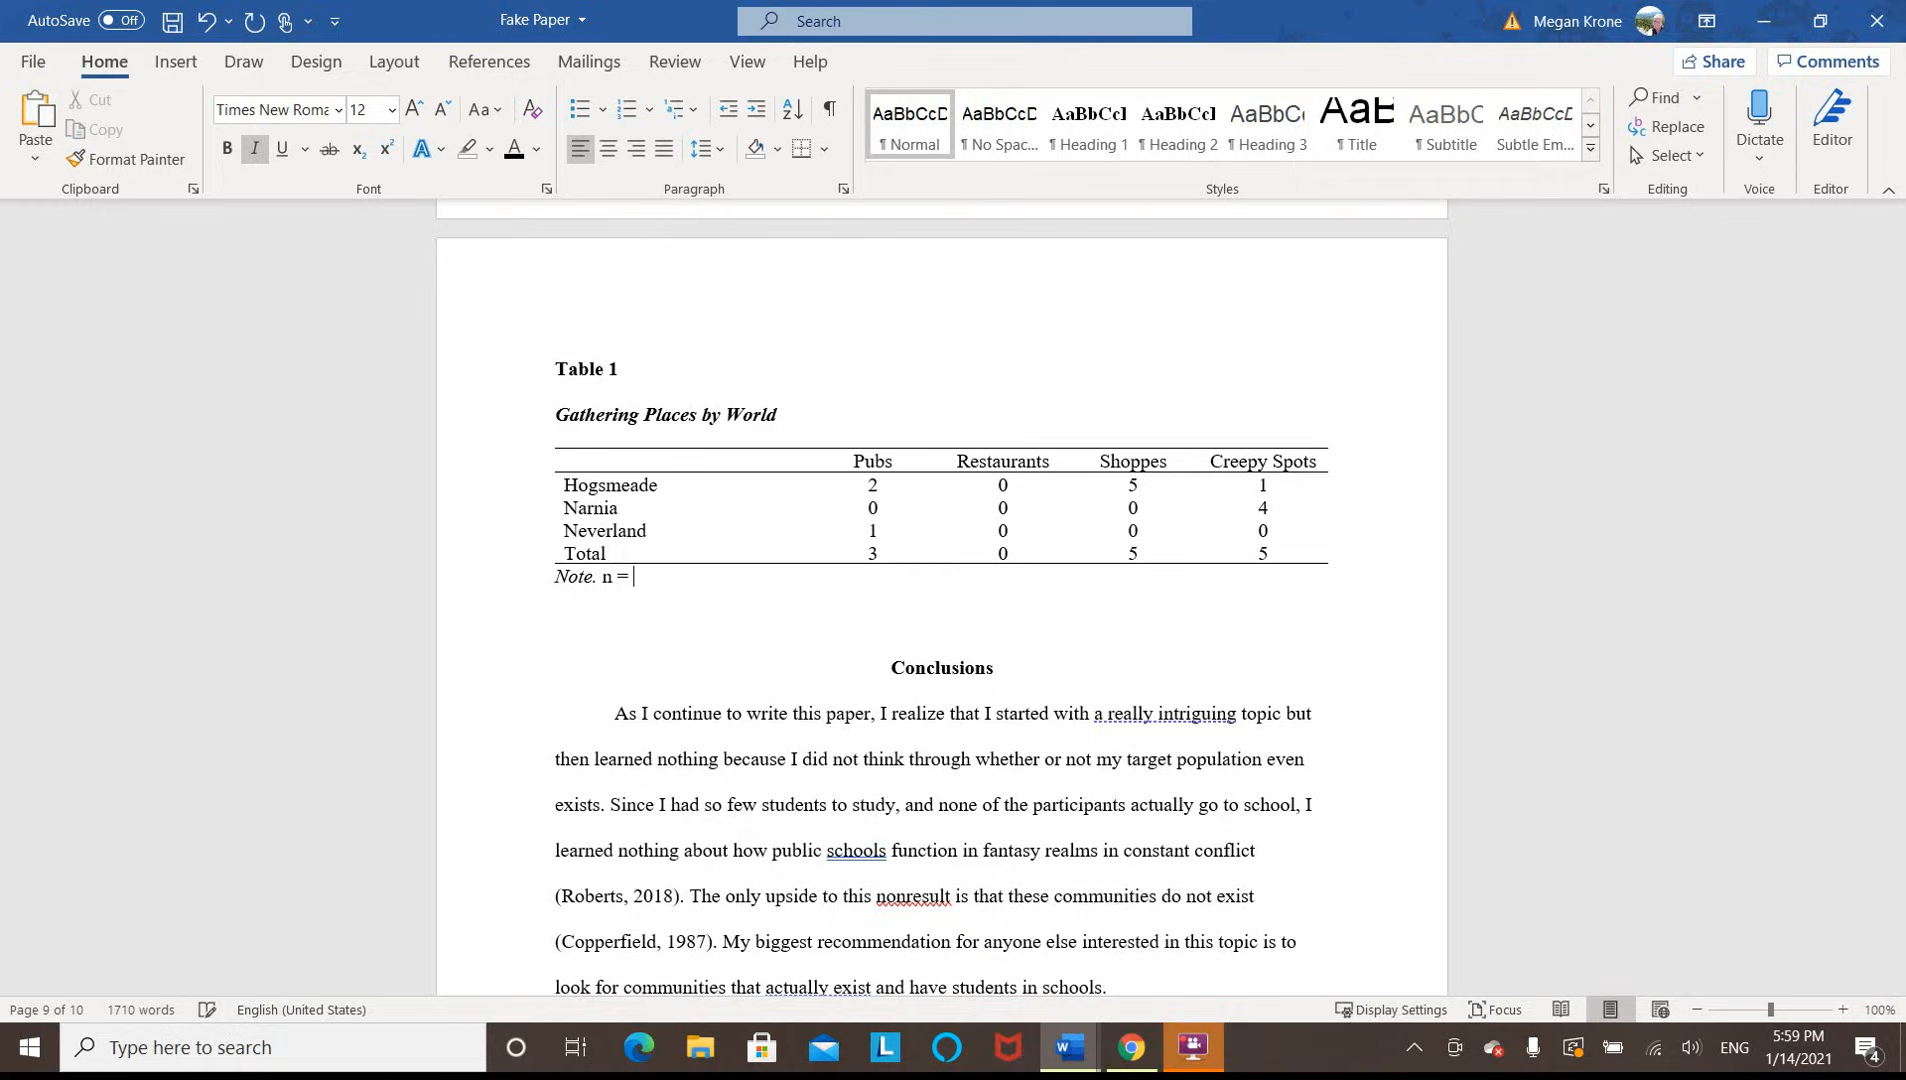 AutoSave Off Fake Paper Search Megan Krone
File Home Insert Draw Design Layout References Mailings Review View Help Share Comments
Paste
Cut
Copy
Format Painter
Clipboard
Times New Roma 12
Aa
B I U ab x₂ x² A A
Font
Paragraph
AaBbCcD AaBbCcD AaBbCcl AaBbCcl AaBbC AaB AaBbC AaBbCcD
¶ Normal ¶ No Spac... ¶ Heading 1 ¶ Heading 2 ¶ Heading 3 ¶ Title ¶ Subtitle Subtle Em...
Styles
Find
Replace
Select
Editing
Dictate
Voice
Editor
Editor
Table 1
Gathering Places by World
Pubs Restaurants Shoppes Creepy Spots
Hogsmeade 2 0 5 1
Narnia 0 0 0 4
Neverland 1 0 0 0
Total 3 0 5 5
Note. n =
Conclusions
As I continue to write this paper, I realize that I started with a really intriguing topic but
then learned nothing because I did not think through whether or not my target population even
exists. Since I had so few students to study, and none of the participants actually go to school, I
learned nothing about how public schools function in fantasy realms in constant conflict
(Roberts, 2018). The only upside to this nonresult is that these communities do not exist
(Copperfield, 1987). My biggest recommendation for anyone else interested in this topic is to
look for communities that actually exist and have students in schools.
Page 9 of 10 1710 words English (United States) Display Settings Focus 100%
Type here to search L W ENG
5:59 PM
1/14/2021
4